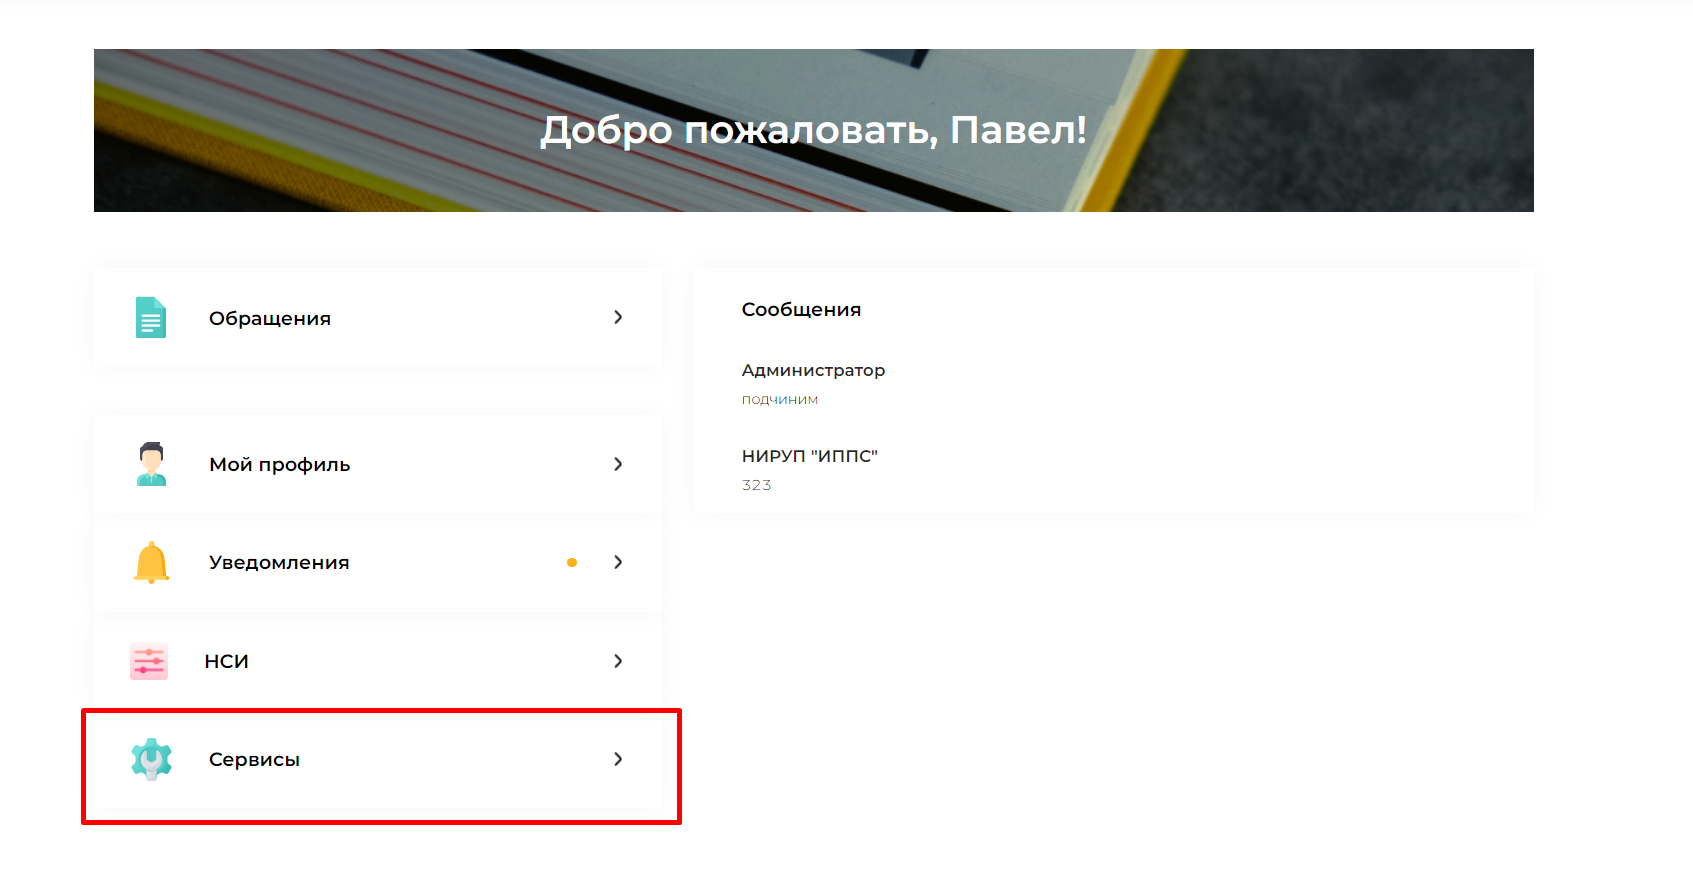 Добро пожаловать, Павел!
Обращения
Мой профиль
Уведомления
НСИ
Сервисы
Сообщения
Администратор
подчиним
НИРУП "ИППС"
323